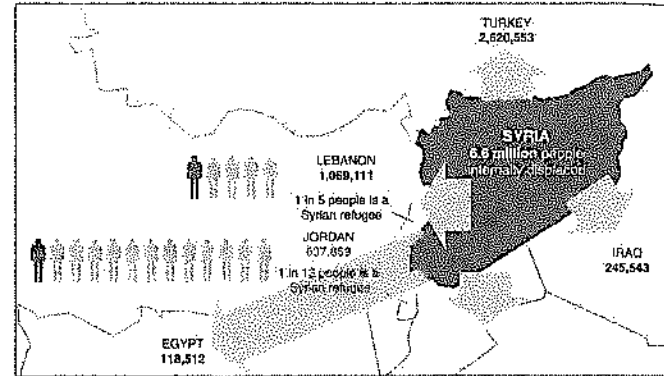 TURKEY
2,620,553
SYRIA
6.6 million people
internally displaced
LEBANON
1,069,111
1 in 5 people is a
Syrian refugee
JORDAN
1 in 12 people is a
Syrian refugee
IRAQ
245,543
EGYPT
118,512